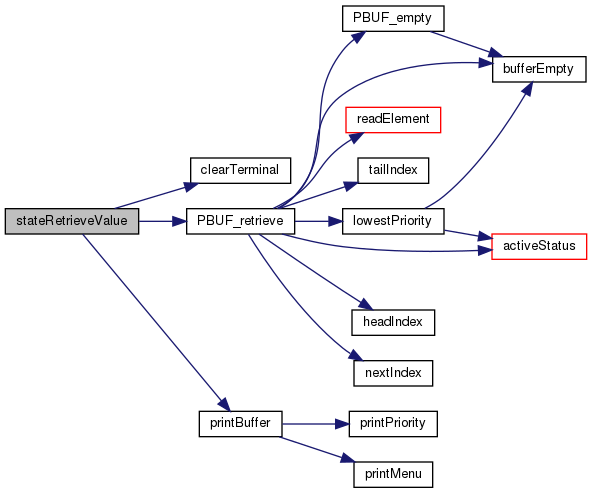 PBUF_empty
bufferEmpty
readElement
clearTerminal
tailIndex
stateRetrieveValue
PBUF_retrieve
lowestPriority
activeStatus
headIndex
nextIndex
printBuffer
printPriority
printMenu